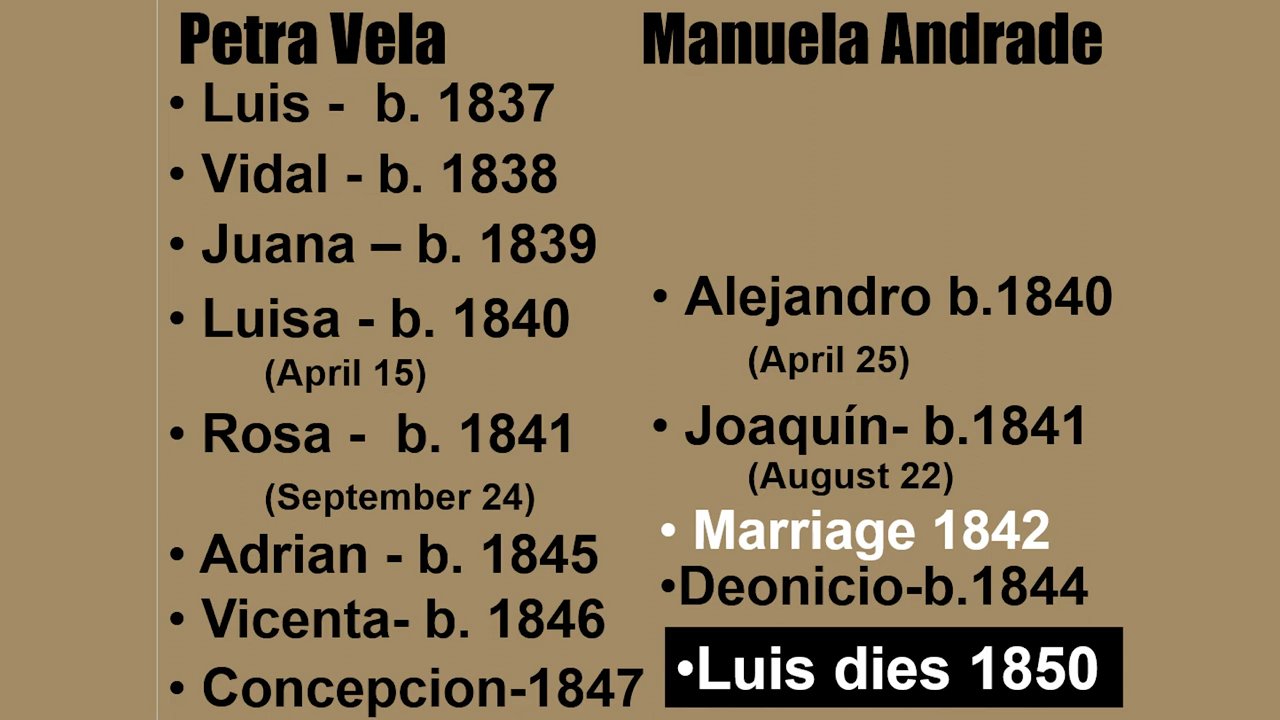 Petra Vela
• Luis - b. 1837
• Vidal - b. 1838
• Juana – b. 1839
• Luisa - b. 1840
(April 15)
• Rosa - b. 1841
(September 24)
• Adrian - b. 1845
• Vicenta- b. 1846
• Concepcion-1847
Manuela Andrade
• Alejandro b.1840
(April 25)
• Joaquín- b.1841
(August 22)
• Marriage 1842
•Deonicio-b.1844
•Luis dies 1850